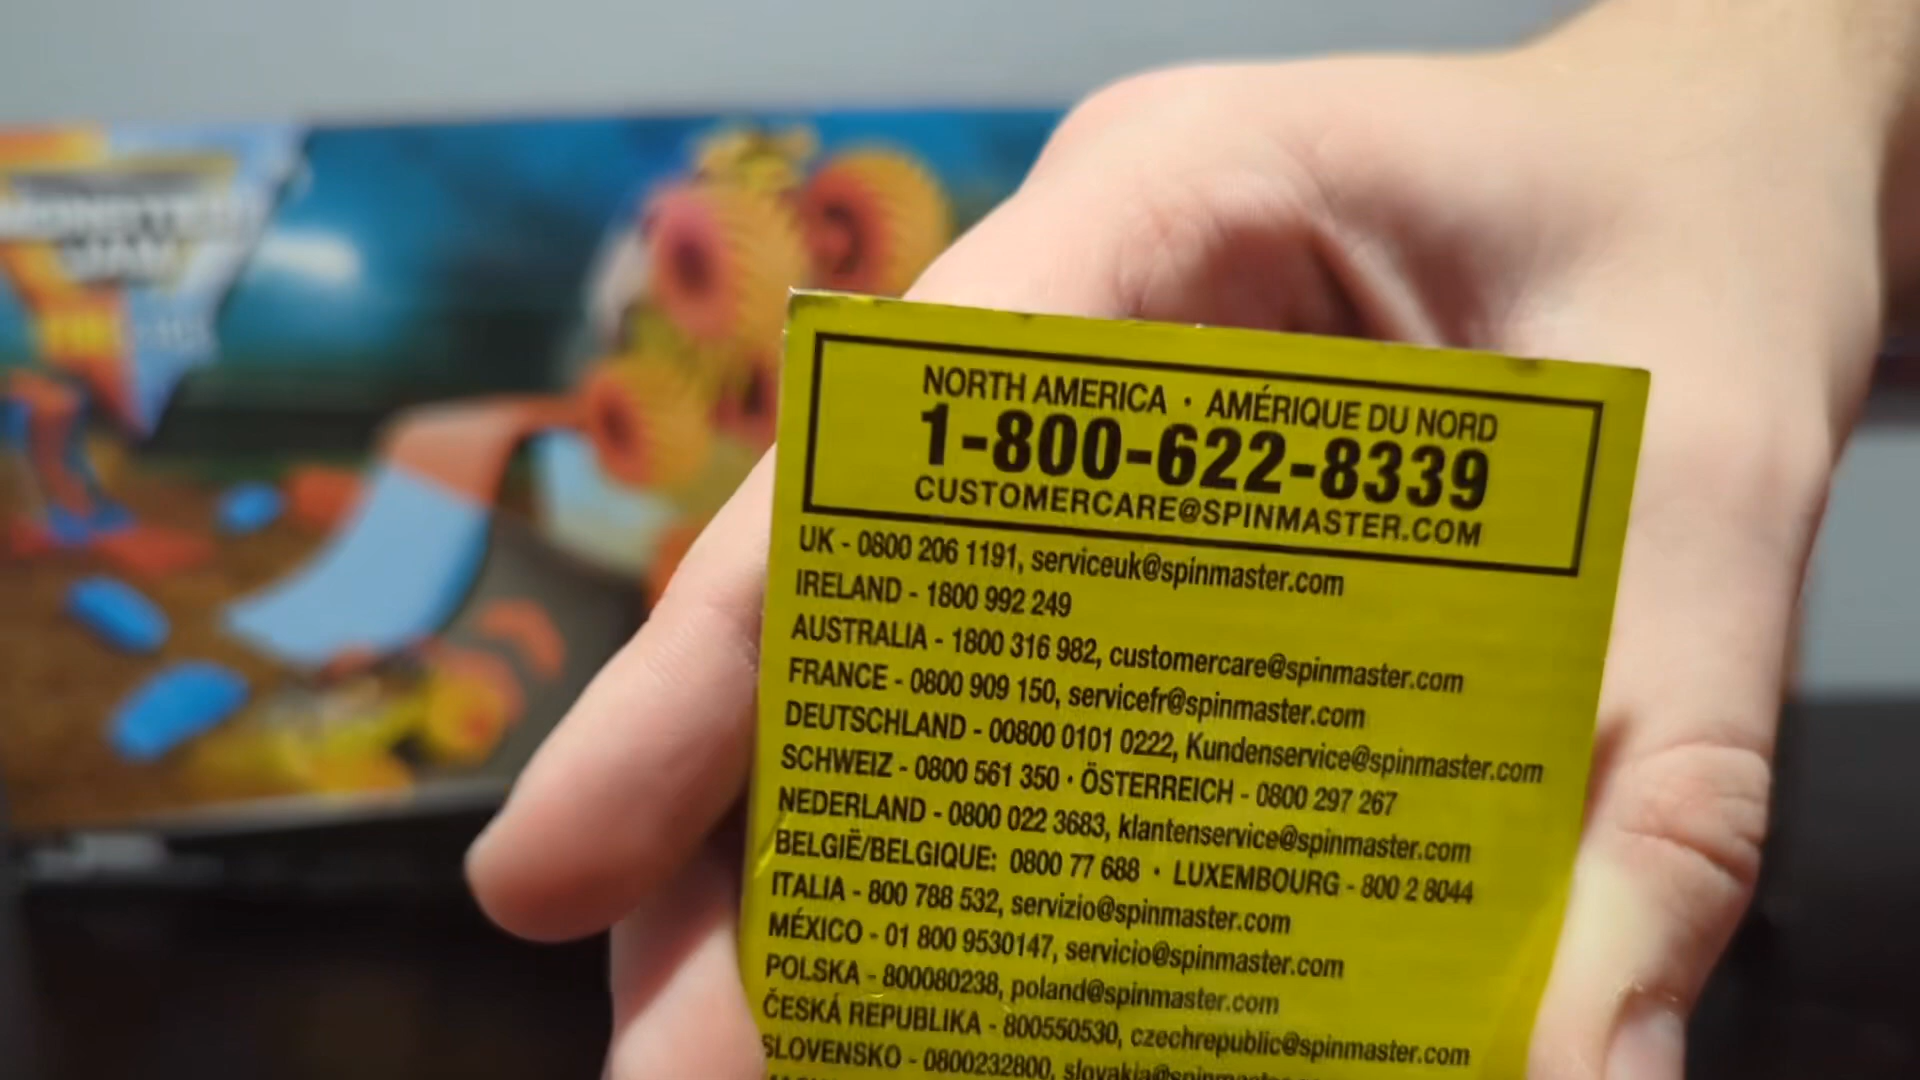 NORTH AMERICA · AMÉRIQUE DU NORD
1-800-622-8339
CUSTOMERCARE@SPINMASTER.COM
UK - 0800 206 1191, serviceuk@spinmaster.com
IRELAND - 1800 992 249
AUSTRALIA - 1800 316 982, customercare@spinmaster.com
FRANCE - 0800 909 150, servicefr@spinmaster.com
DEUTSCHLAND - 00800 0101 0222, Kundenservice@spinmaster.com
SCHWEIZ - 0800 561 350 · ÖSTERREICH - 0800 297 267
NEDERLAND - 0800 022 3683, klantenservice@spinmaster.com
BELGIË/BELGIQUE: 0800 77 688 · LUXEMBOURG - 800 2 8044
ITALIA - 800 788 532, servizio@spinmaster.com
MÉXICO - 01 800 9530147, servicio@spinmaster.com
POLSKA - 800080238, poland@spinmaster.com
ČESKÁ REPUBLIKA - 800550530, czechrepublic@spinmaster.com
SLOVENSKO - 0800232800,